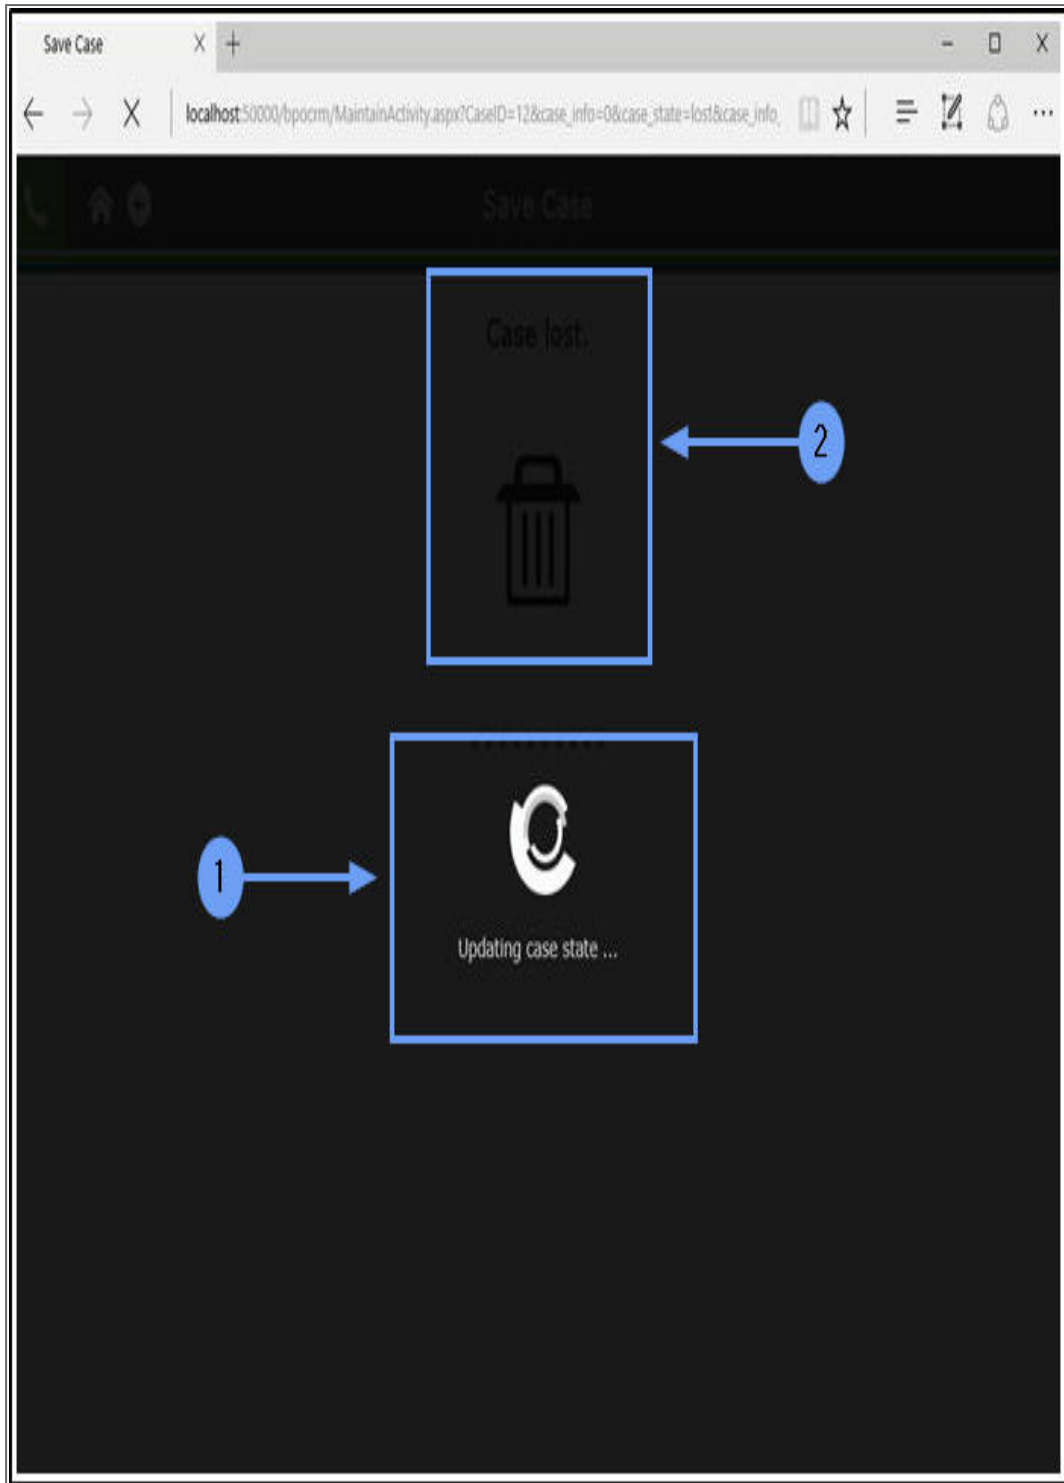 Save Case
localhost:50000/bpocrm/MaintainActivity.aspx?CaseID=12&case_info=0&case_state=lost&case_info_
Save Case
Case lost.
2
1
Updating case state ...